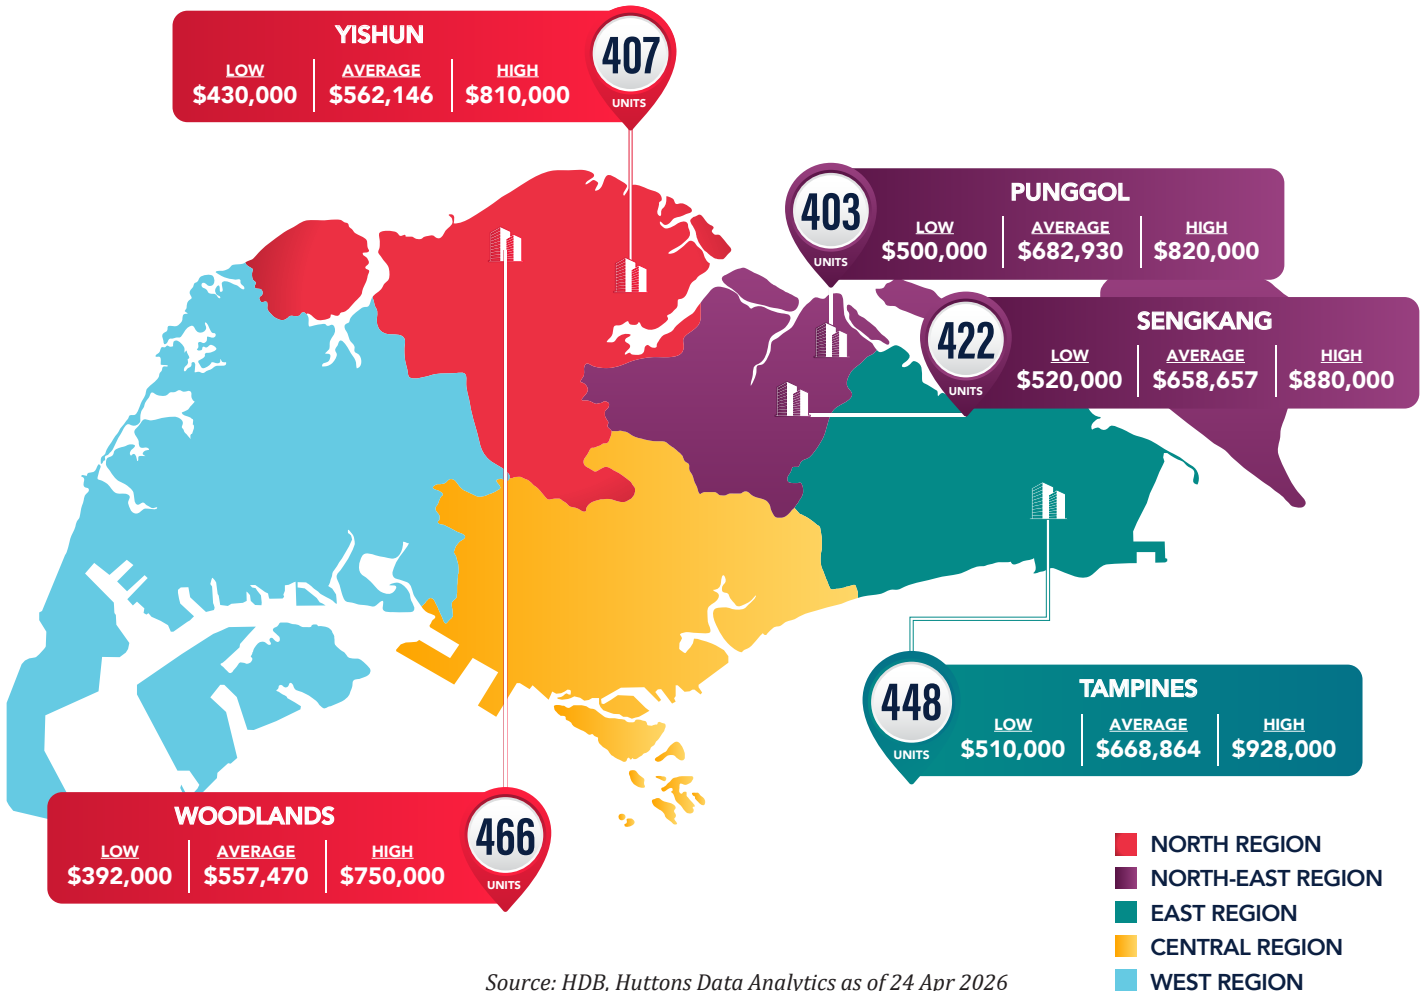 YISHUN
LOW AVERAGE HIGH
$430,000 $562,146 $810,000
407
UNITS
PUNGGOL
LOW AVERAGE HIGH
$500,000 $682,930 $820,000
403
UNITS
SENGKANG
LOW AVERAGE HIGH
$520,000 $658,657 $880,000
422
UNITS
TAMPINES
LOW AVERAGE HIGH
$510,000 $668,864 $928,000
448
UNITS
WOODLANDS
LOW AVERAGE HIGH
$392,000 $557,470 $750,000
466
UNITS
NORTH REGION
NORTH-EAST REGION
EAST REGION
CENTRAL REGION
WEST REGION
Source: HDB, Huttons Data Analytics as of 24 Apr 2026